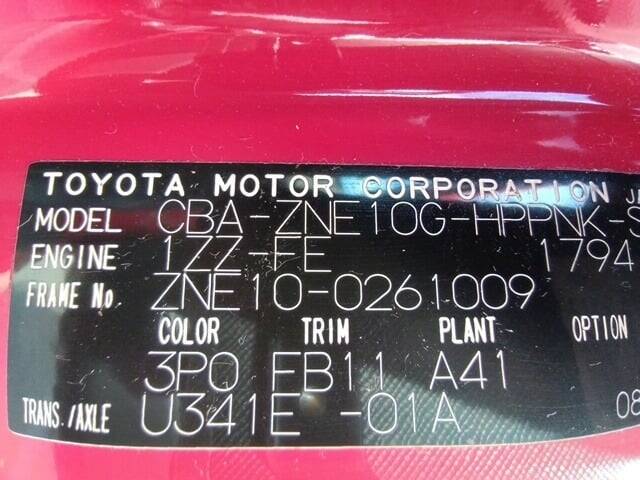 TOYOTA MOTOR CORPORATION JA
MODEL CBA-ZNE10G-HPPNK-S
ENGINE 1ZZ-FE 1794
FRAME No. ZNE10-0261009
COLOR TRIM PLANT OPTION
3P0 FB11 A41
TRANS./AXLE U341E -01A 08